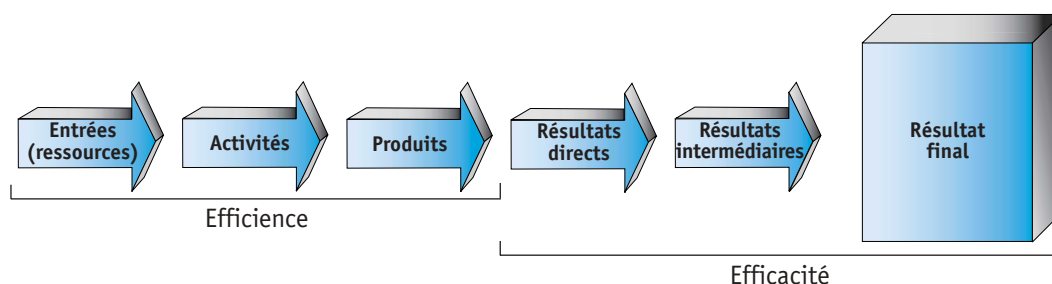 Entrées
(ressources)
Activités
Produits
Résultats
directs
Résultats
intermédiaires
Résultat
final
Efficience
Efficacité